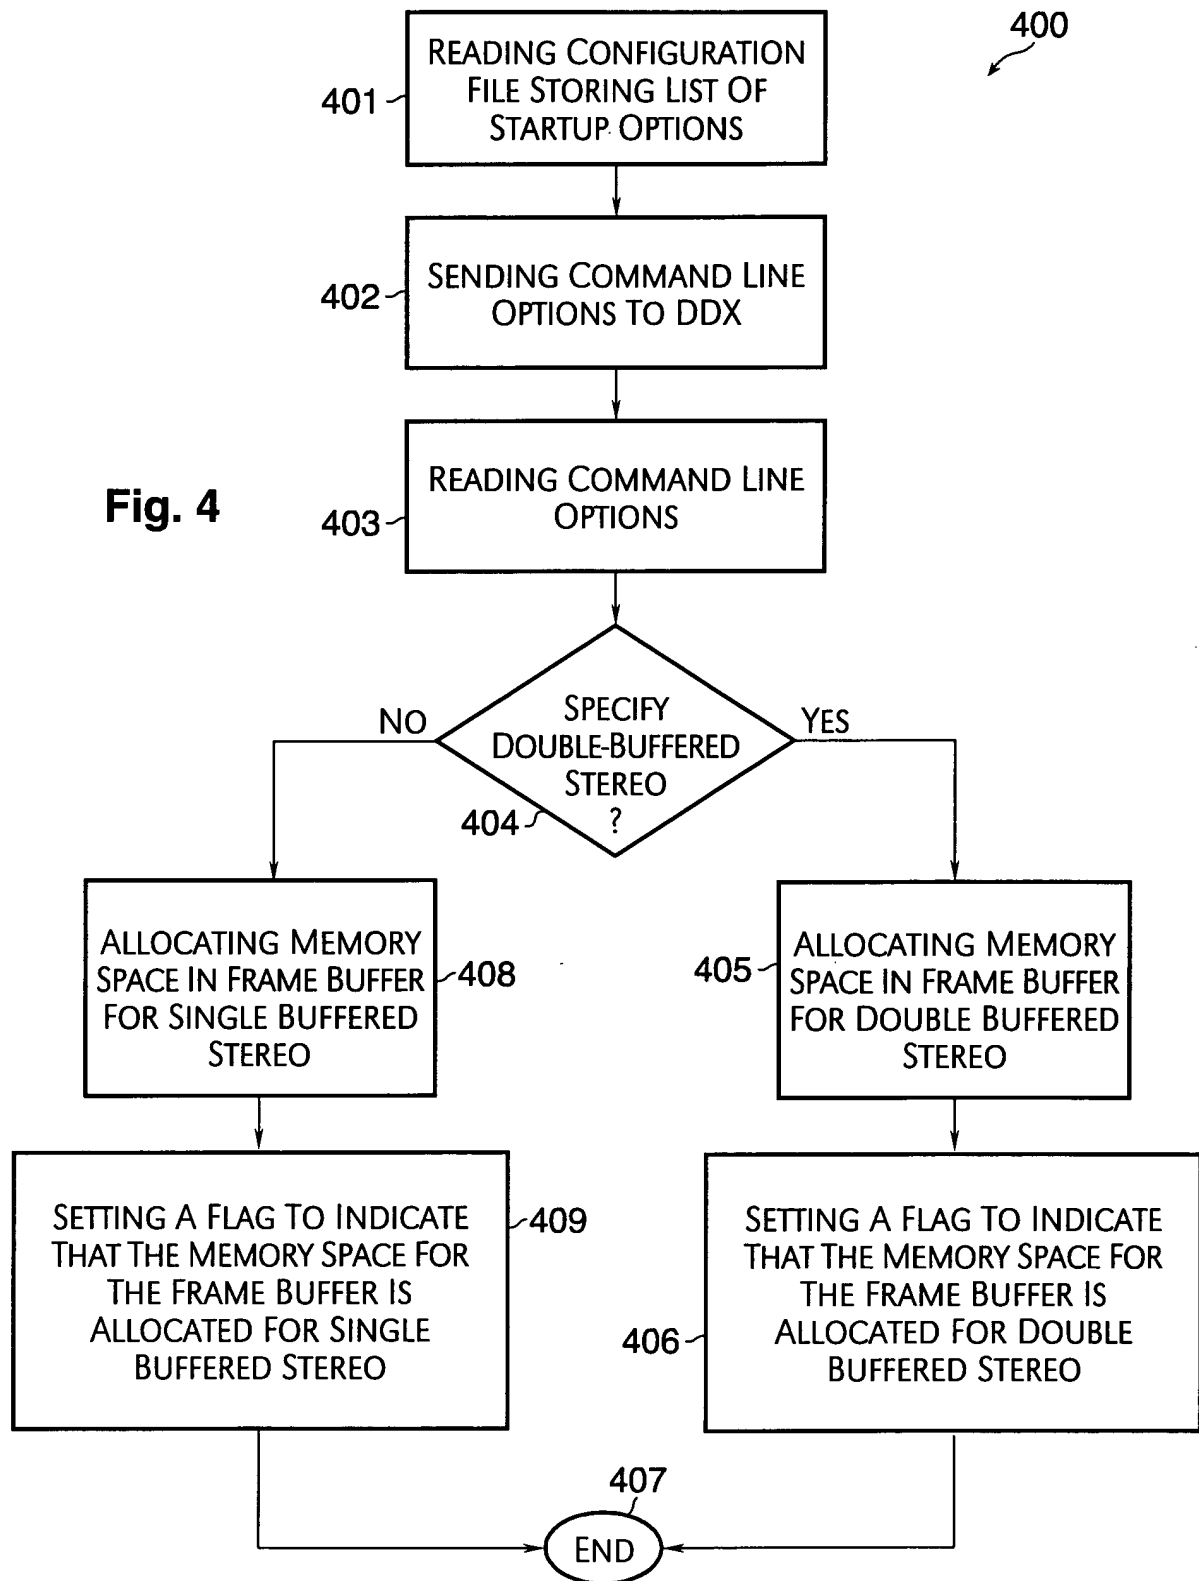 400
READING CONFIGURATION
FILE STORING LIST OF
STARTUP OPTIONS
401
SENDING COMMAND LINE
OPTIONS TO DDX
402
READING COMMAND LINE
OPTIONS
403
Fig. 4
SPECIFY
DOUBLE-BUFFERED
STEREO
?
404
NO
YES
ALLOCATING MEMORY
SPACE IN FRAME BUFFER
FOR SINGLE BUFFERED
STEREO
408
ALLOCATING MEMORY
SPACE IN FRAME BUFFER
FOR DOUBLE BUFFERED
STEREO
405
SETTING A FLAG TO INDICATE
THAT THE MEMORY SPACE FOR
THE FRAME BUFFER IS
ALLOCATED FOR SINGLE
BUFFERED STEREO
409
SETTING A FLAG TO INDICATE
THAT THE MEMORY SPACE FOR
THE FRAME BUFFER IS
ALLOCATED FOR DOUBLE
BUFFERED STEREO
406
407
END